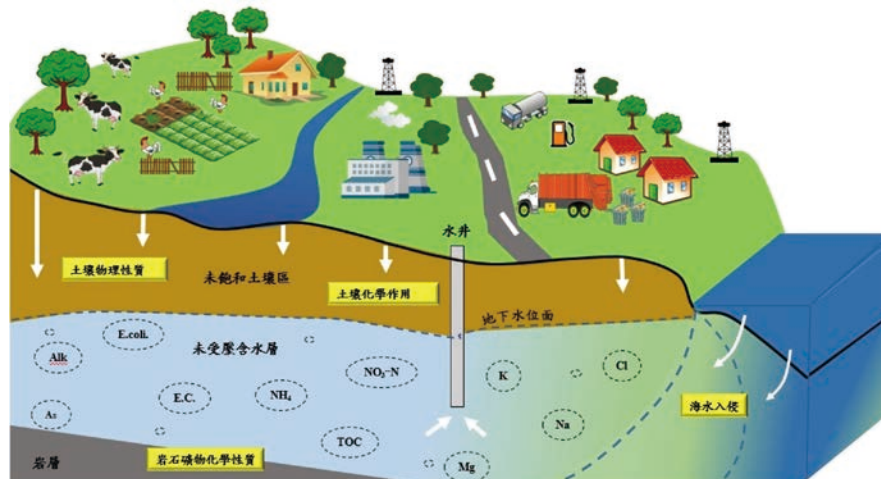 水井
土壤物理性質
未飽和土壤區
土壤化學作用
地下水位面
E.coli.
未受壓含水層
Alk
NO₃−N
K
Cl
E.C.
NH₄
海水入侵
As
Na
TOC
岩層
岩石礦物化學性質
Mg